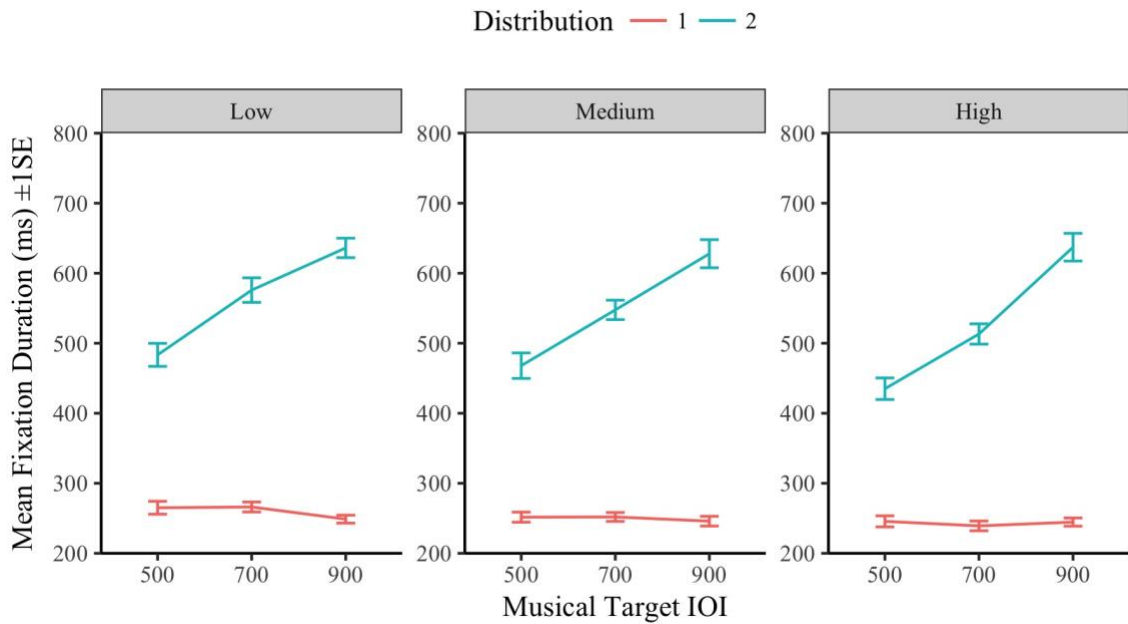 Distribution 1 2
Low Medium High
Mean Fixation Duration (ms) ±1SE
800 800 800
700 700 700
600 600 600
500 500 500
400 400 400
300 300 300
200 200 200
500 700 900 500 700 900 500 700 900
Musical Target IOI